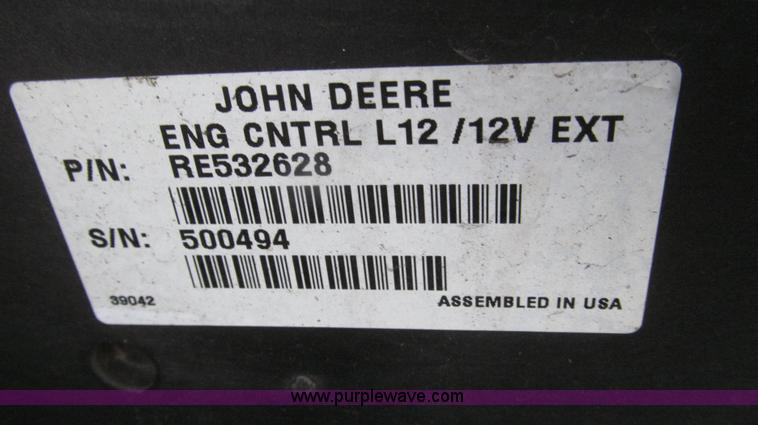 JOHN DEERE
ENG CNTRL L12 /12V EXT
P/N: RE532628
S/N: 500494
39042 ASSEMBLED IN USA
www.purplewave.com